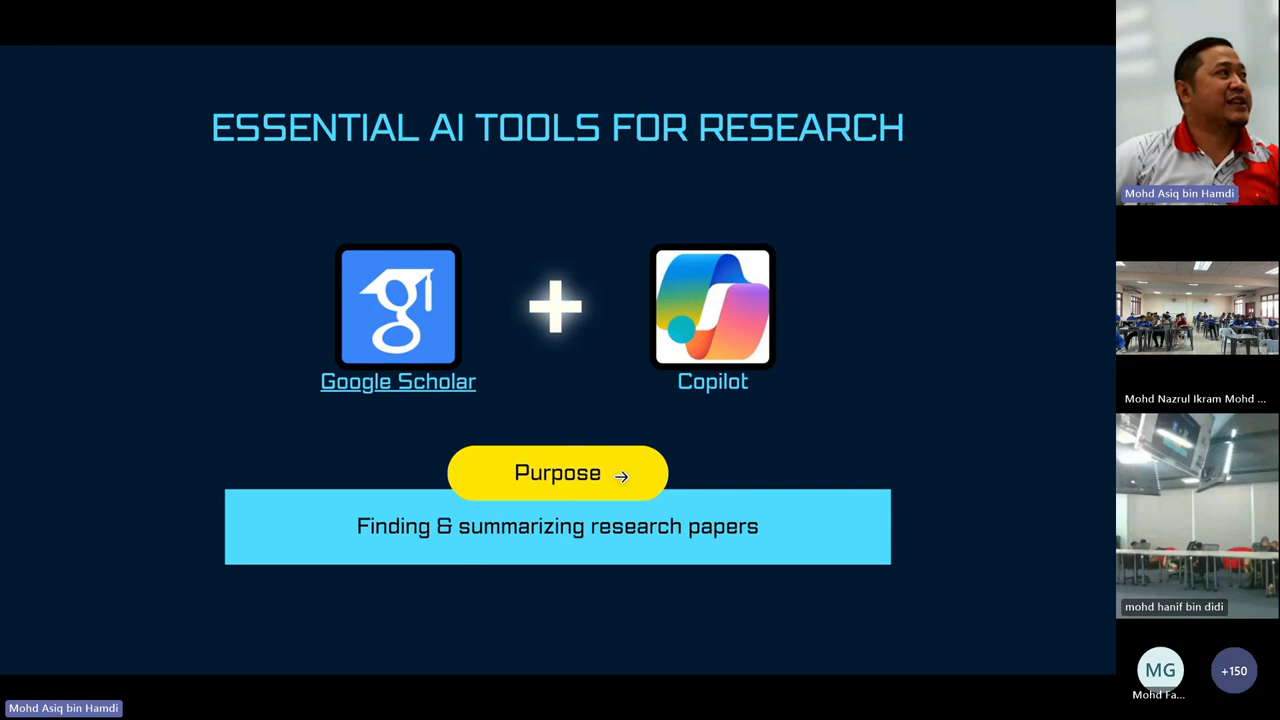 ESSENTIAL AI TOOLS FOR RESEARCH
Google Scholar
Copilot
Purpose →
Finding & summarizing research papers
Mohd Asiq bin Hamdi
Mohd Asiq bin Hamdi
Mohd Nazrul Ikram Mohd ...
mohd hanif bin didi
MG
Mohd Fa...
+150